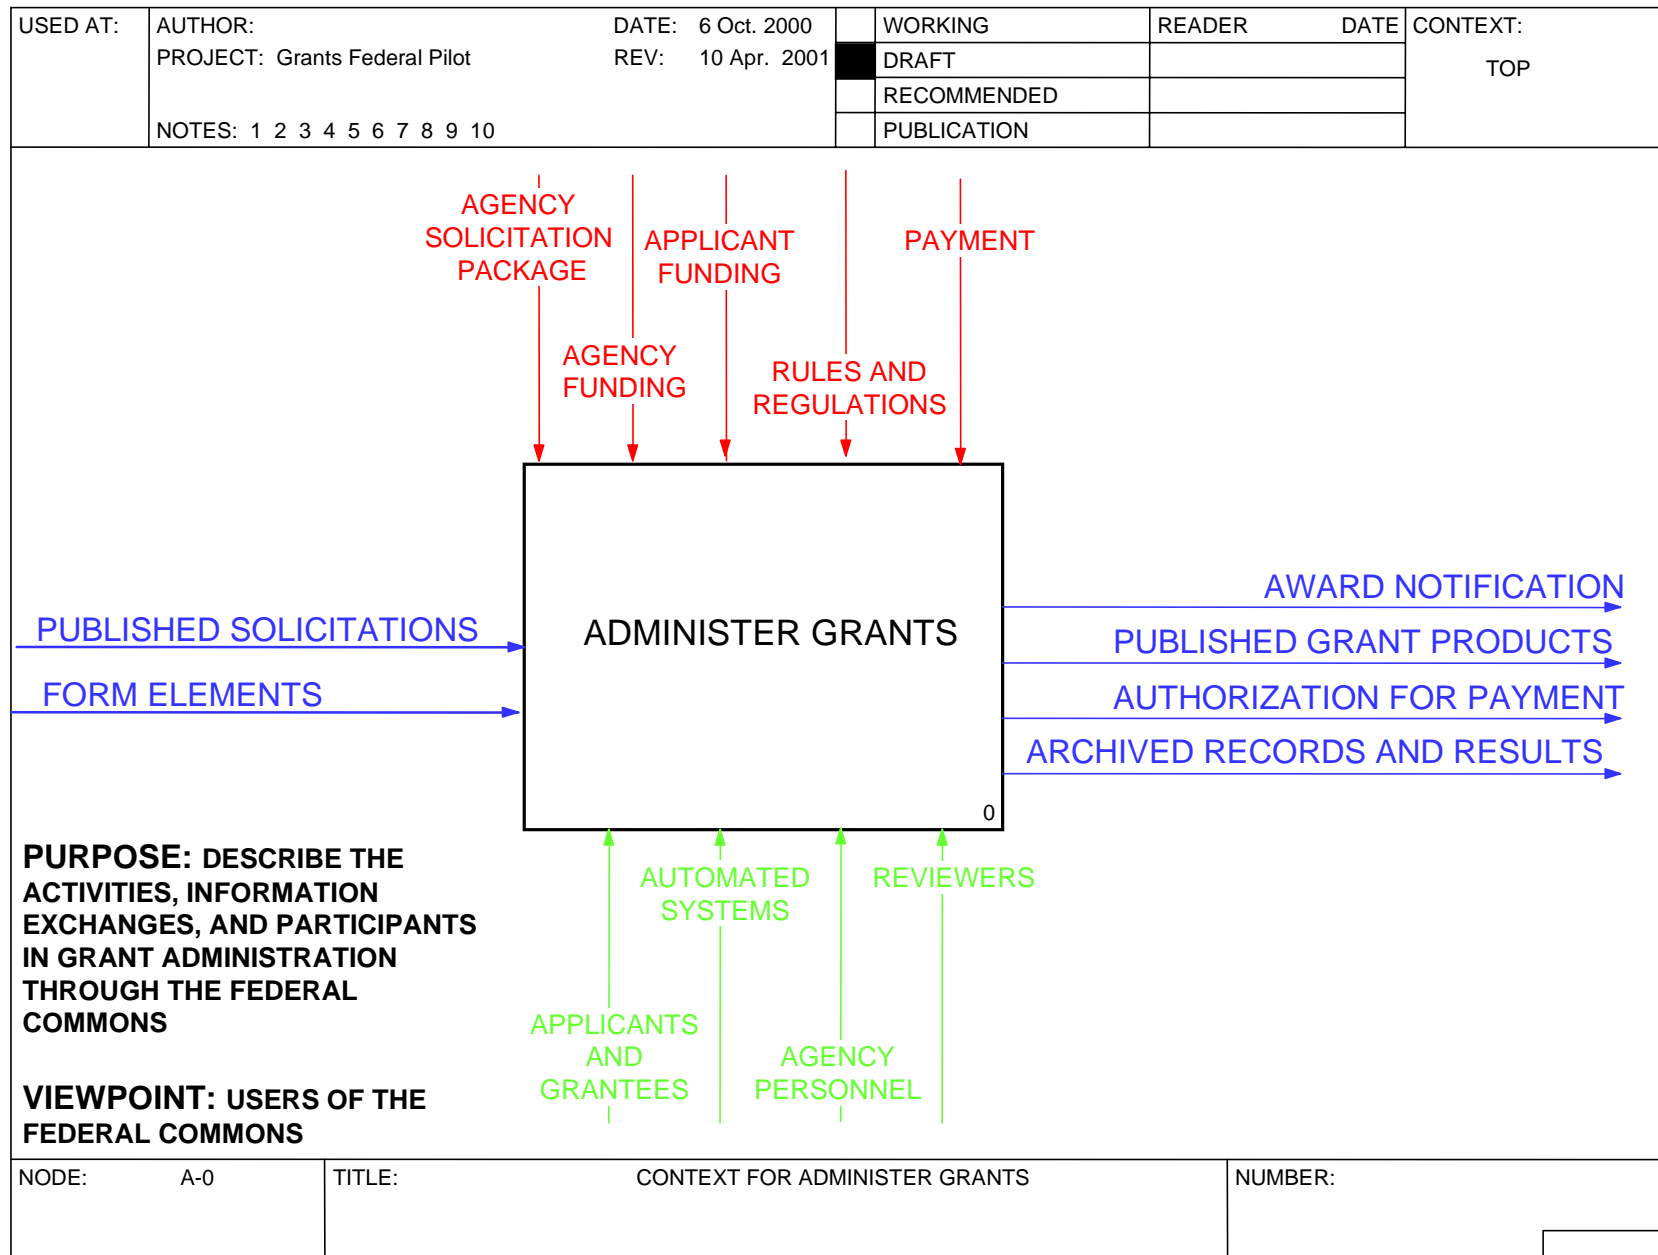 USED AT:
AUTHOR:
DATE: 6 Oct. 2000
WORKING
READER DATE
CONTEXT:
PROJECT: Grants Federal Pilot
REV: 10 Apr. 2001
DRAFT
TOP
RECOMMENDED
NOTES: 1 2 3 4 5 6 7 8 9 10
PUBLICATION
AGENCY
SOLICITATION
PACKAGE
APPLICANT
FUNDING
PAYMENT
AGENCY
FUNDING
RULES AND
REGULATIONS
PUBLISHED SOLICITATIONS
FORM ELEMENTS
ADMINISTER GRANTS
0
AWARD NOTIFICATION
PUBLISHED GRANT PRODUCTS
AUTHORIZATION FOR PAYMENT
ARCHIVED RECORDS AND RESULTS
AUTOMATED
SYSTEMS
REVIEWERS
APPLICANTS
AND
GRANTEES
AGENCY
PERSONNEL
PURPOSE: DESCRIBE THE
ACTIVITIES, INFORMATION
EXCHANGES, AND PARTICIPANTS
IN GRANT ADMINISTRATION
THROUGH THE FEDERAL
COMMONS
VIEWPOINT: USERS OF THE
FEDERAL COMMONS
NODE: A-0
TITLE: CONTEXT FOR ADMINISTER GRANTS
NUMBER: